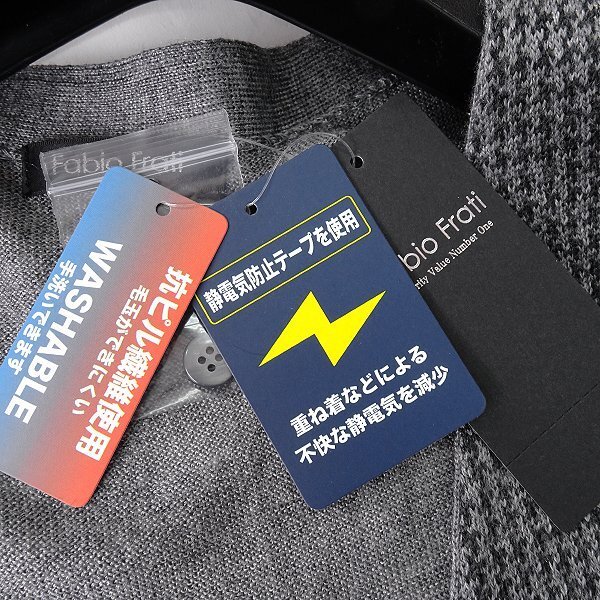 Fabio Frati
抗ピル繊維使用
毛玉ができにくい
WASHABLE
手洗いできます
静電気防止テープを使用
重ね着などによる
不快な静電気を減少
Fabio Frati
Value Number One